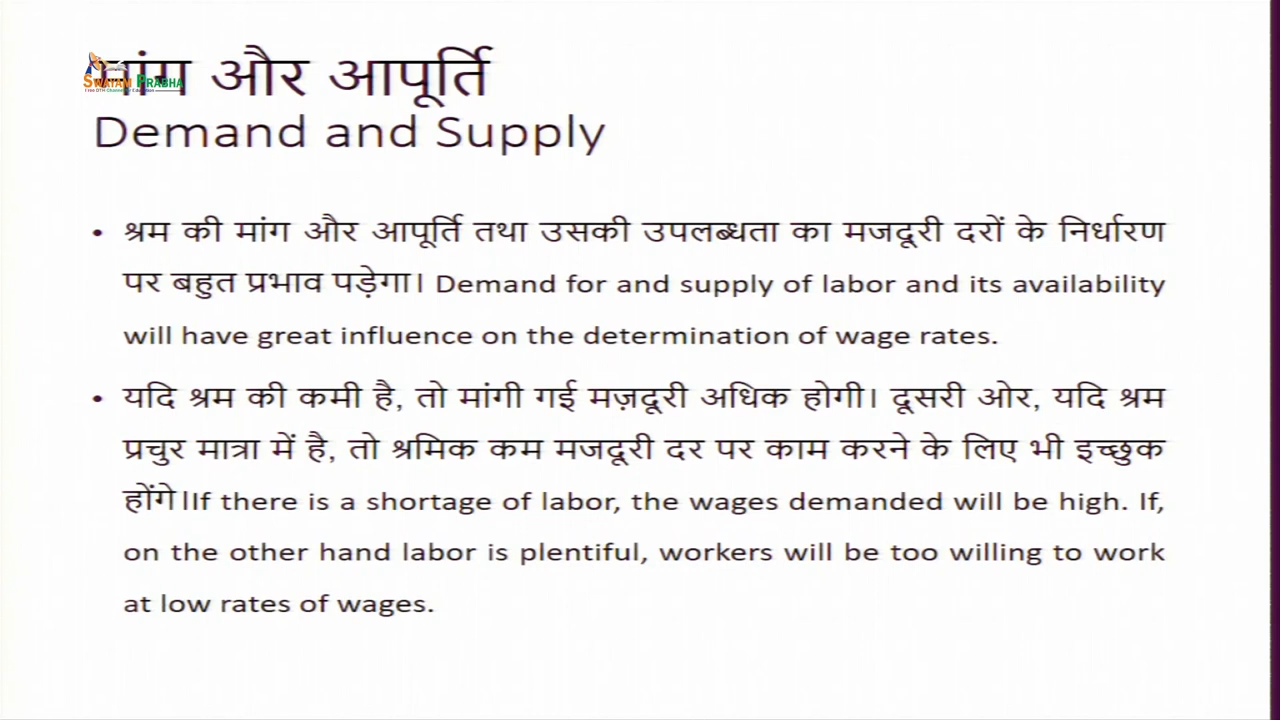 मांग और आपूर्ति
SWAYAM PRABHA
Demand and Supply
• श्रम की मांग और आपूर्ति तथा उसकी उपलब्धता का मजदूरी दरों के निर्धारण
पर बहुत प्रभाव पड़ेगा। Demand for and supply of labor and its availability
will have great influence on the determination of wage rates.
• यदि श्रम की कमी है, तो मांगी गई मज़दूरी अधिक होगी। दूसरी ओर, यदि श्रम
प्रचुर मात्रा में है, तो श्रमिक कम मजदूरी दर पर काम करने के लिए भी इच्छुक
होंगे।If there is a shortage of labor, the wages demanded will be high. If,
on the other hand labor is plentiful, workers will be too willing to work
at low rates of wages.